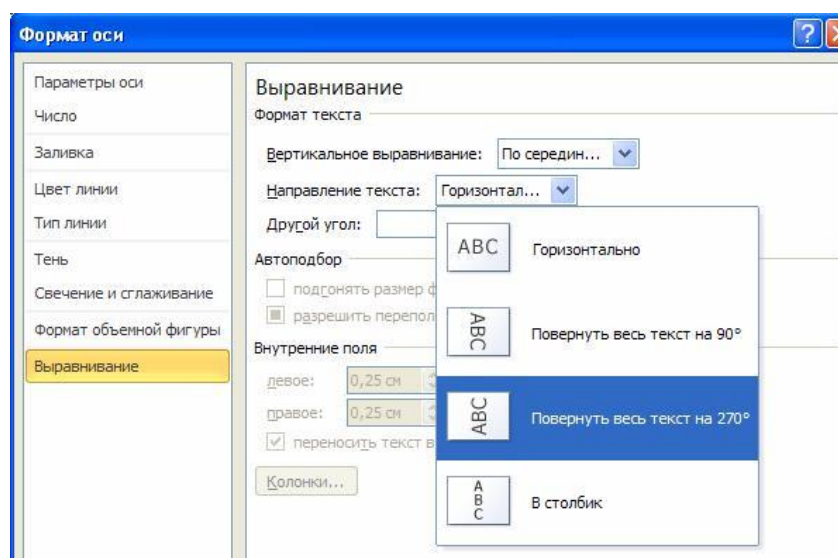 Формат оси
Параметры оси
Число
Заливка
Цвет линии
Тип линии
Тень
Свечение и сглаживание
Формат объемной фигуры
Выравнивание
Выравнивание
Формат текста
Вертикальное выравнивание: По середин...
Направление текста: Горизонтал...
Другой угол:
Автоподбор
подгонять размер ф
разрешить перепол
Внутренние поля
левое: 0,25 см
правое: 0,25 см
переносить текст в
Колонки...
ABC Горизонтально
ABC Повернуть весь текст на 90°
ABC Повернуть весь текст на 270°
ABC В столбик